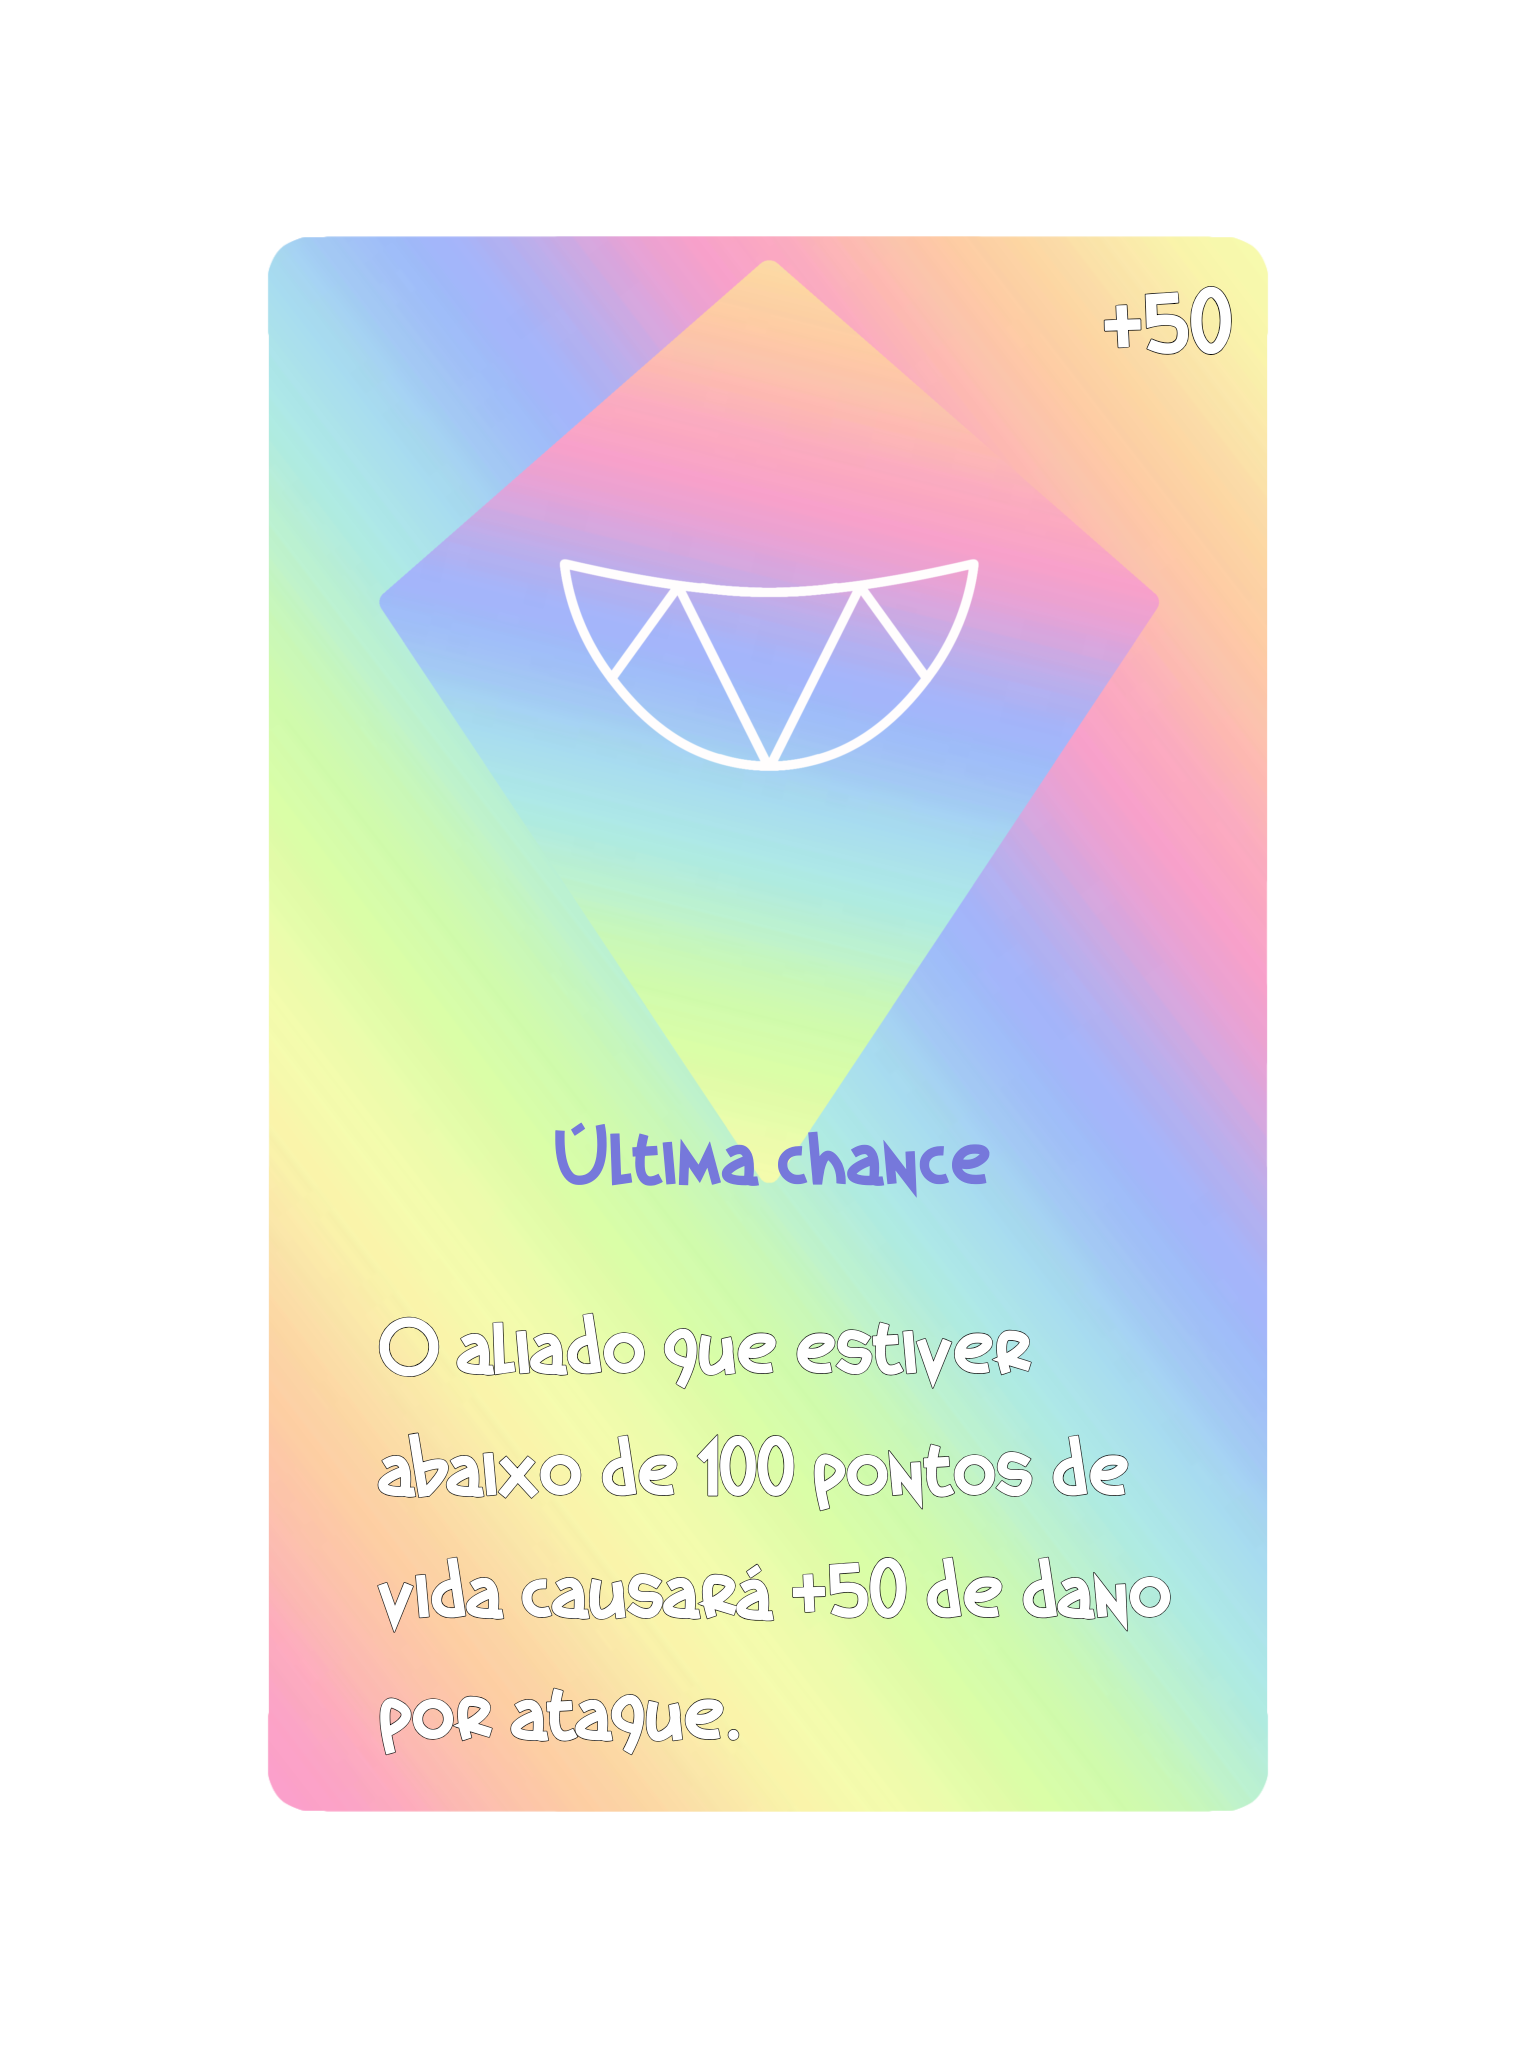 +50
Última chance
O aliado que estiver
abaixo de 100 pontos de
vida causará +50 de dano
por ataque.